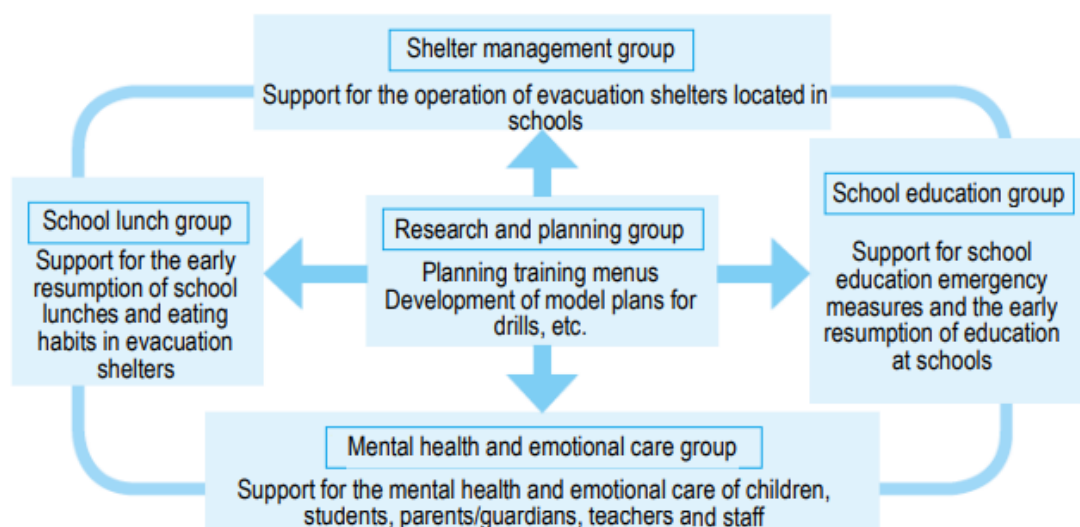 Shelter management group
Support for the operation of evacuation shelters located in
schools
School lunch group
Support for the early
resumption of school
lunches and eating
habits in evacuation
shelters
Research and planning group
Planning training menus
Development of model plans for
drills, etc.
School education group
Support for school
education emergency
measures and the early
resumption of education
at schools
Mental health and emotional care group
Support for the mental health and emotional care of children,
students, parents/guardians, teachers and staff